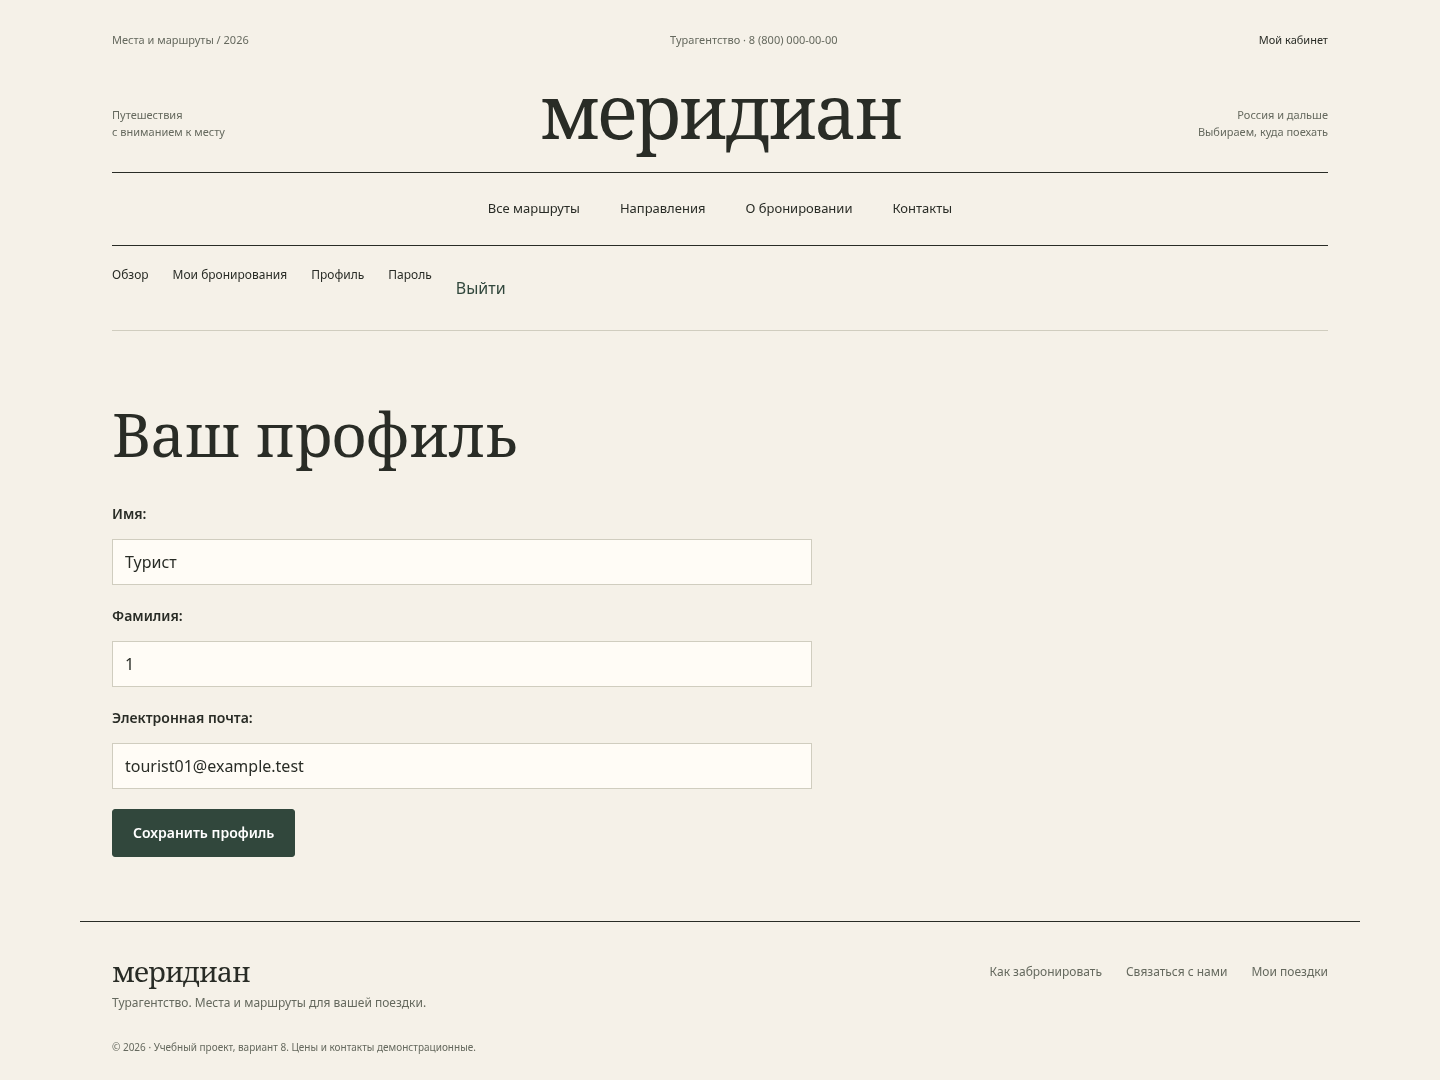 Места и маршруты / 2026
Турагентство · 8 (800) 000-00-00
Мой кабинет
Путешествия
с вниманием к месту
меридиан
Россия и дальше
Выбираем, куда поехать
Все маршруты
Направления
О бронировании
Контакты
Обзор
Мои бронирования
Профиль
Пароль
Выйти
Ваш профиль
Имя:
Турист
Фамилия:
1
Электронная почта:
tourist01@example.test
Сохранить профиль
меридиан
Турагентство. Места и маршруты для вашей поездки.
Как забронировать
Связаться с нами
Мои поездки
© 2026 · Учебный проект, вариант 8. Цены и контакты демонстрационные.